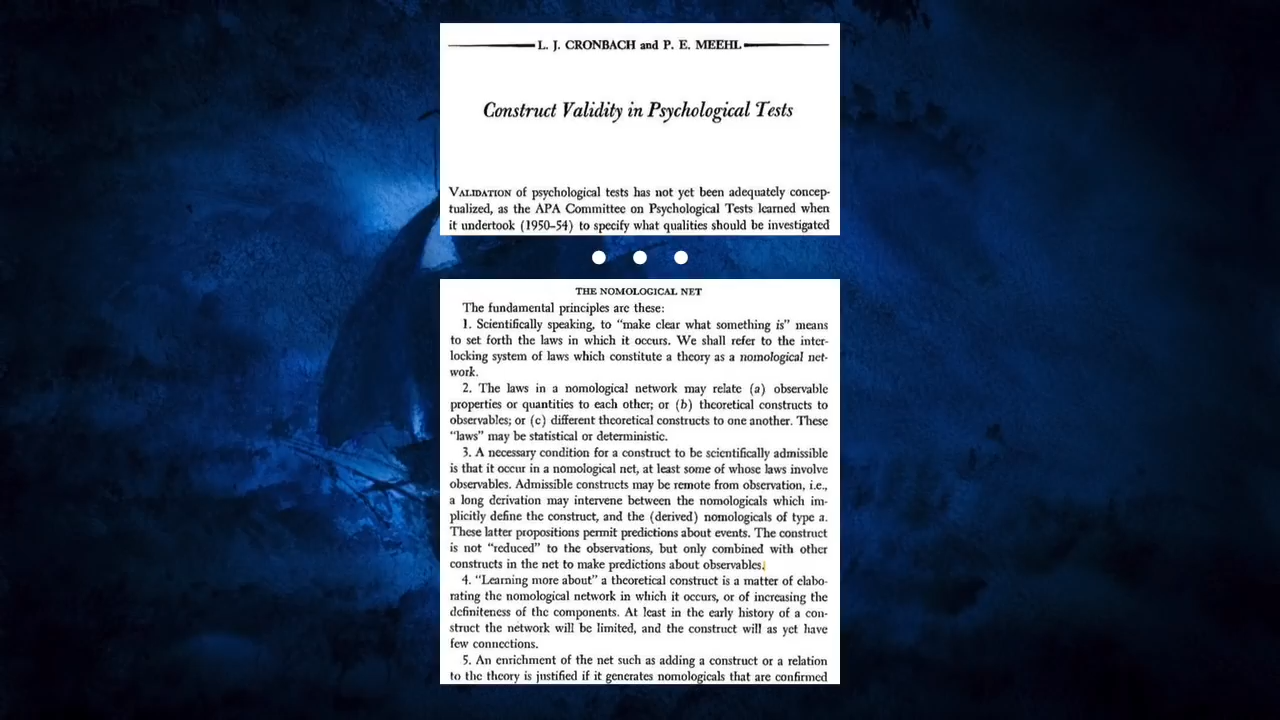 L. J. CRONBACH and P. E. MEEHL
Construct Validity in Psychological Tests
VALIDATION of psychological tests has not yet been adequately concep-
tualized, as the APA Committee on Psychological Tests learned when
it undertook (1950–54) to specify what qualities should be investigated
THE NOMOLOGICAL NET
The fundamental principles are these:
1. Scientifically speaking, to “make clear what something is” means
to set forth the laws in which it occurs. We shall refer to the inter-
locking system of laws which constitute a theory as a nomological net-
work.
2. The laws in a nomological network may relate (a) observable
properties or quantities to each other; or (b) theoretical constructs to
observables; or (c) different theoretical constructs to one another. These
“laws” may be statistical or deterministic.
3. A necessary condition for a construct to be scientifically admissible
is that it occur in a nomological net, at least some of whose laws involve
observables. Admissible constructs may be remote from observation, i.e.,
a long derivation may intervene between the nomologicals which im-
plicitly define the construct, and the (derived) nomologicals of type a.
These latter propositions permit predictions about events. The construct
is not “reduced” to the observations, but only combined with other
constructs in the net to make predictions about observables.
4. “Learning more about” a theoretical construct is a matter of elabo-
rating the nomological network in which it occurs, or of increasing the
definiteness of the components. At least in the early history of a con-
struct the network will be limited, and the construct will as yet have
few connections.
5. An enrichment of the net such as adding a construct or a relation
to the theory is justified if it generates nomologicals that are confirmed